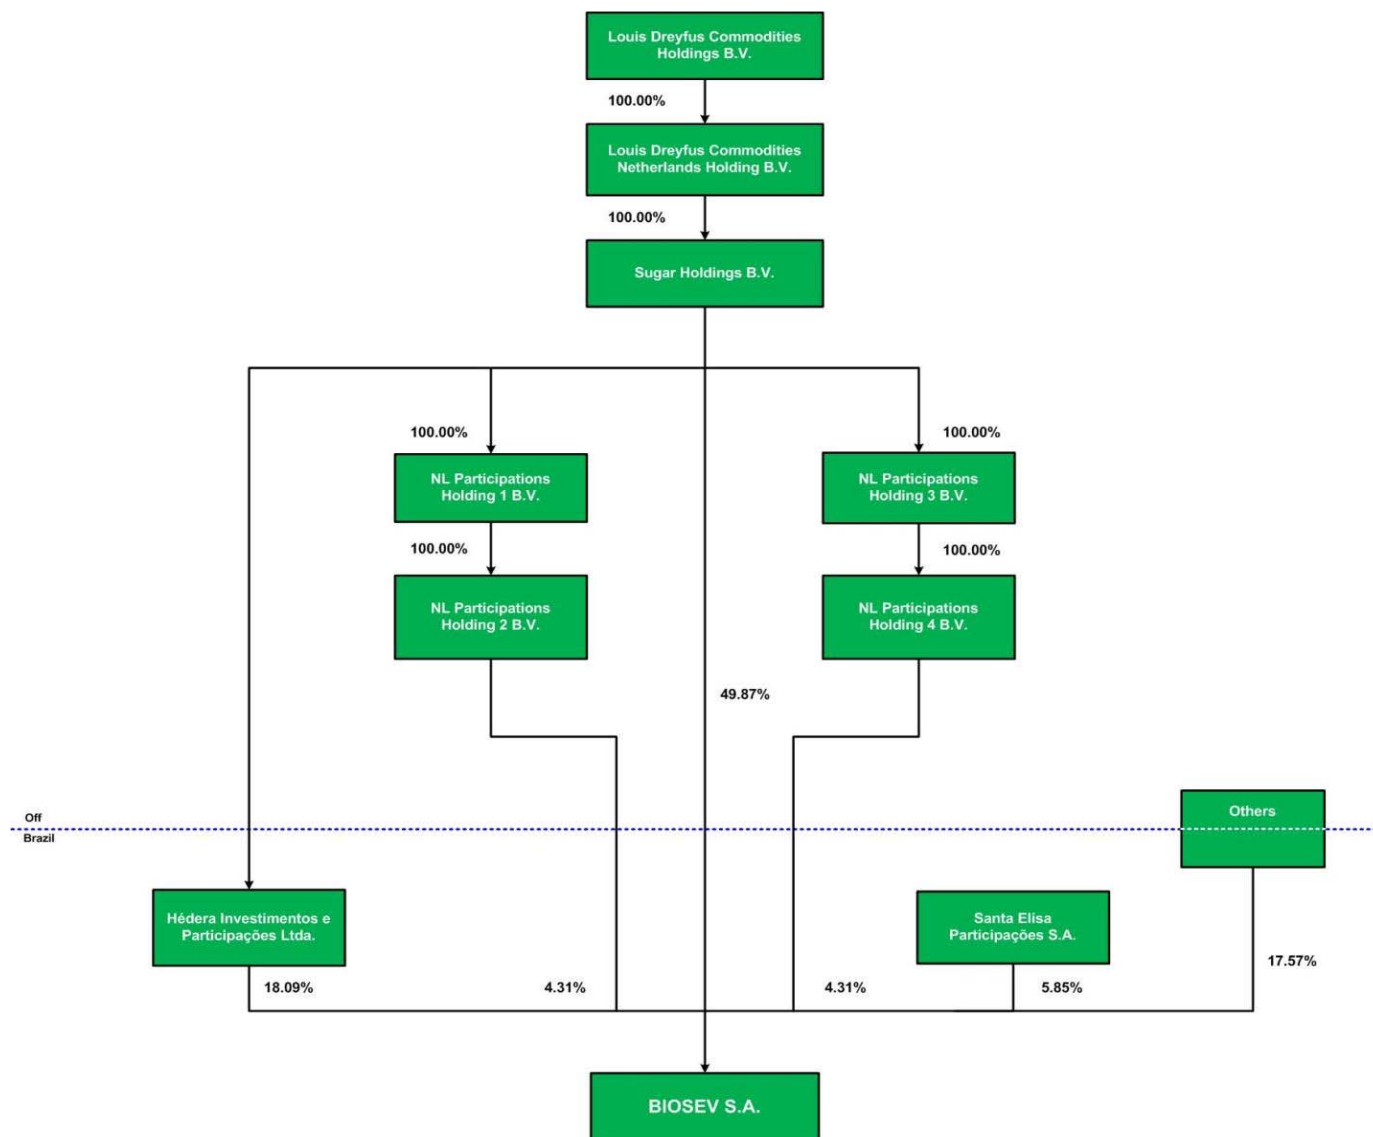 Louis Dreyfus Commodities
Holdings B.V.
100.00%
Louis Dreyfus Commodities
Netherlands Holding B.V.
100.00%
Sugar Holdings B.V.
100.00%
100.00%
NL Participations
Holding 1 B.V.
NL Participations
Holding 3 B.V.
100.00%
100.00%
NL Participations
Holding 2 B.V.
NL Participations
Holding 4 B.V.
49.87%
Others
Off
Brazil
Hédera Investimentos e
Participações Ltda.
Santa Elisa
Participações S.A.
17.57%
18.09%
4.31%
4.31%
5.85%
BIOSEV S.A.